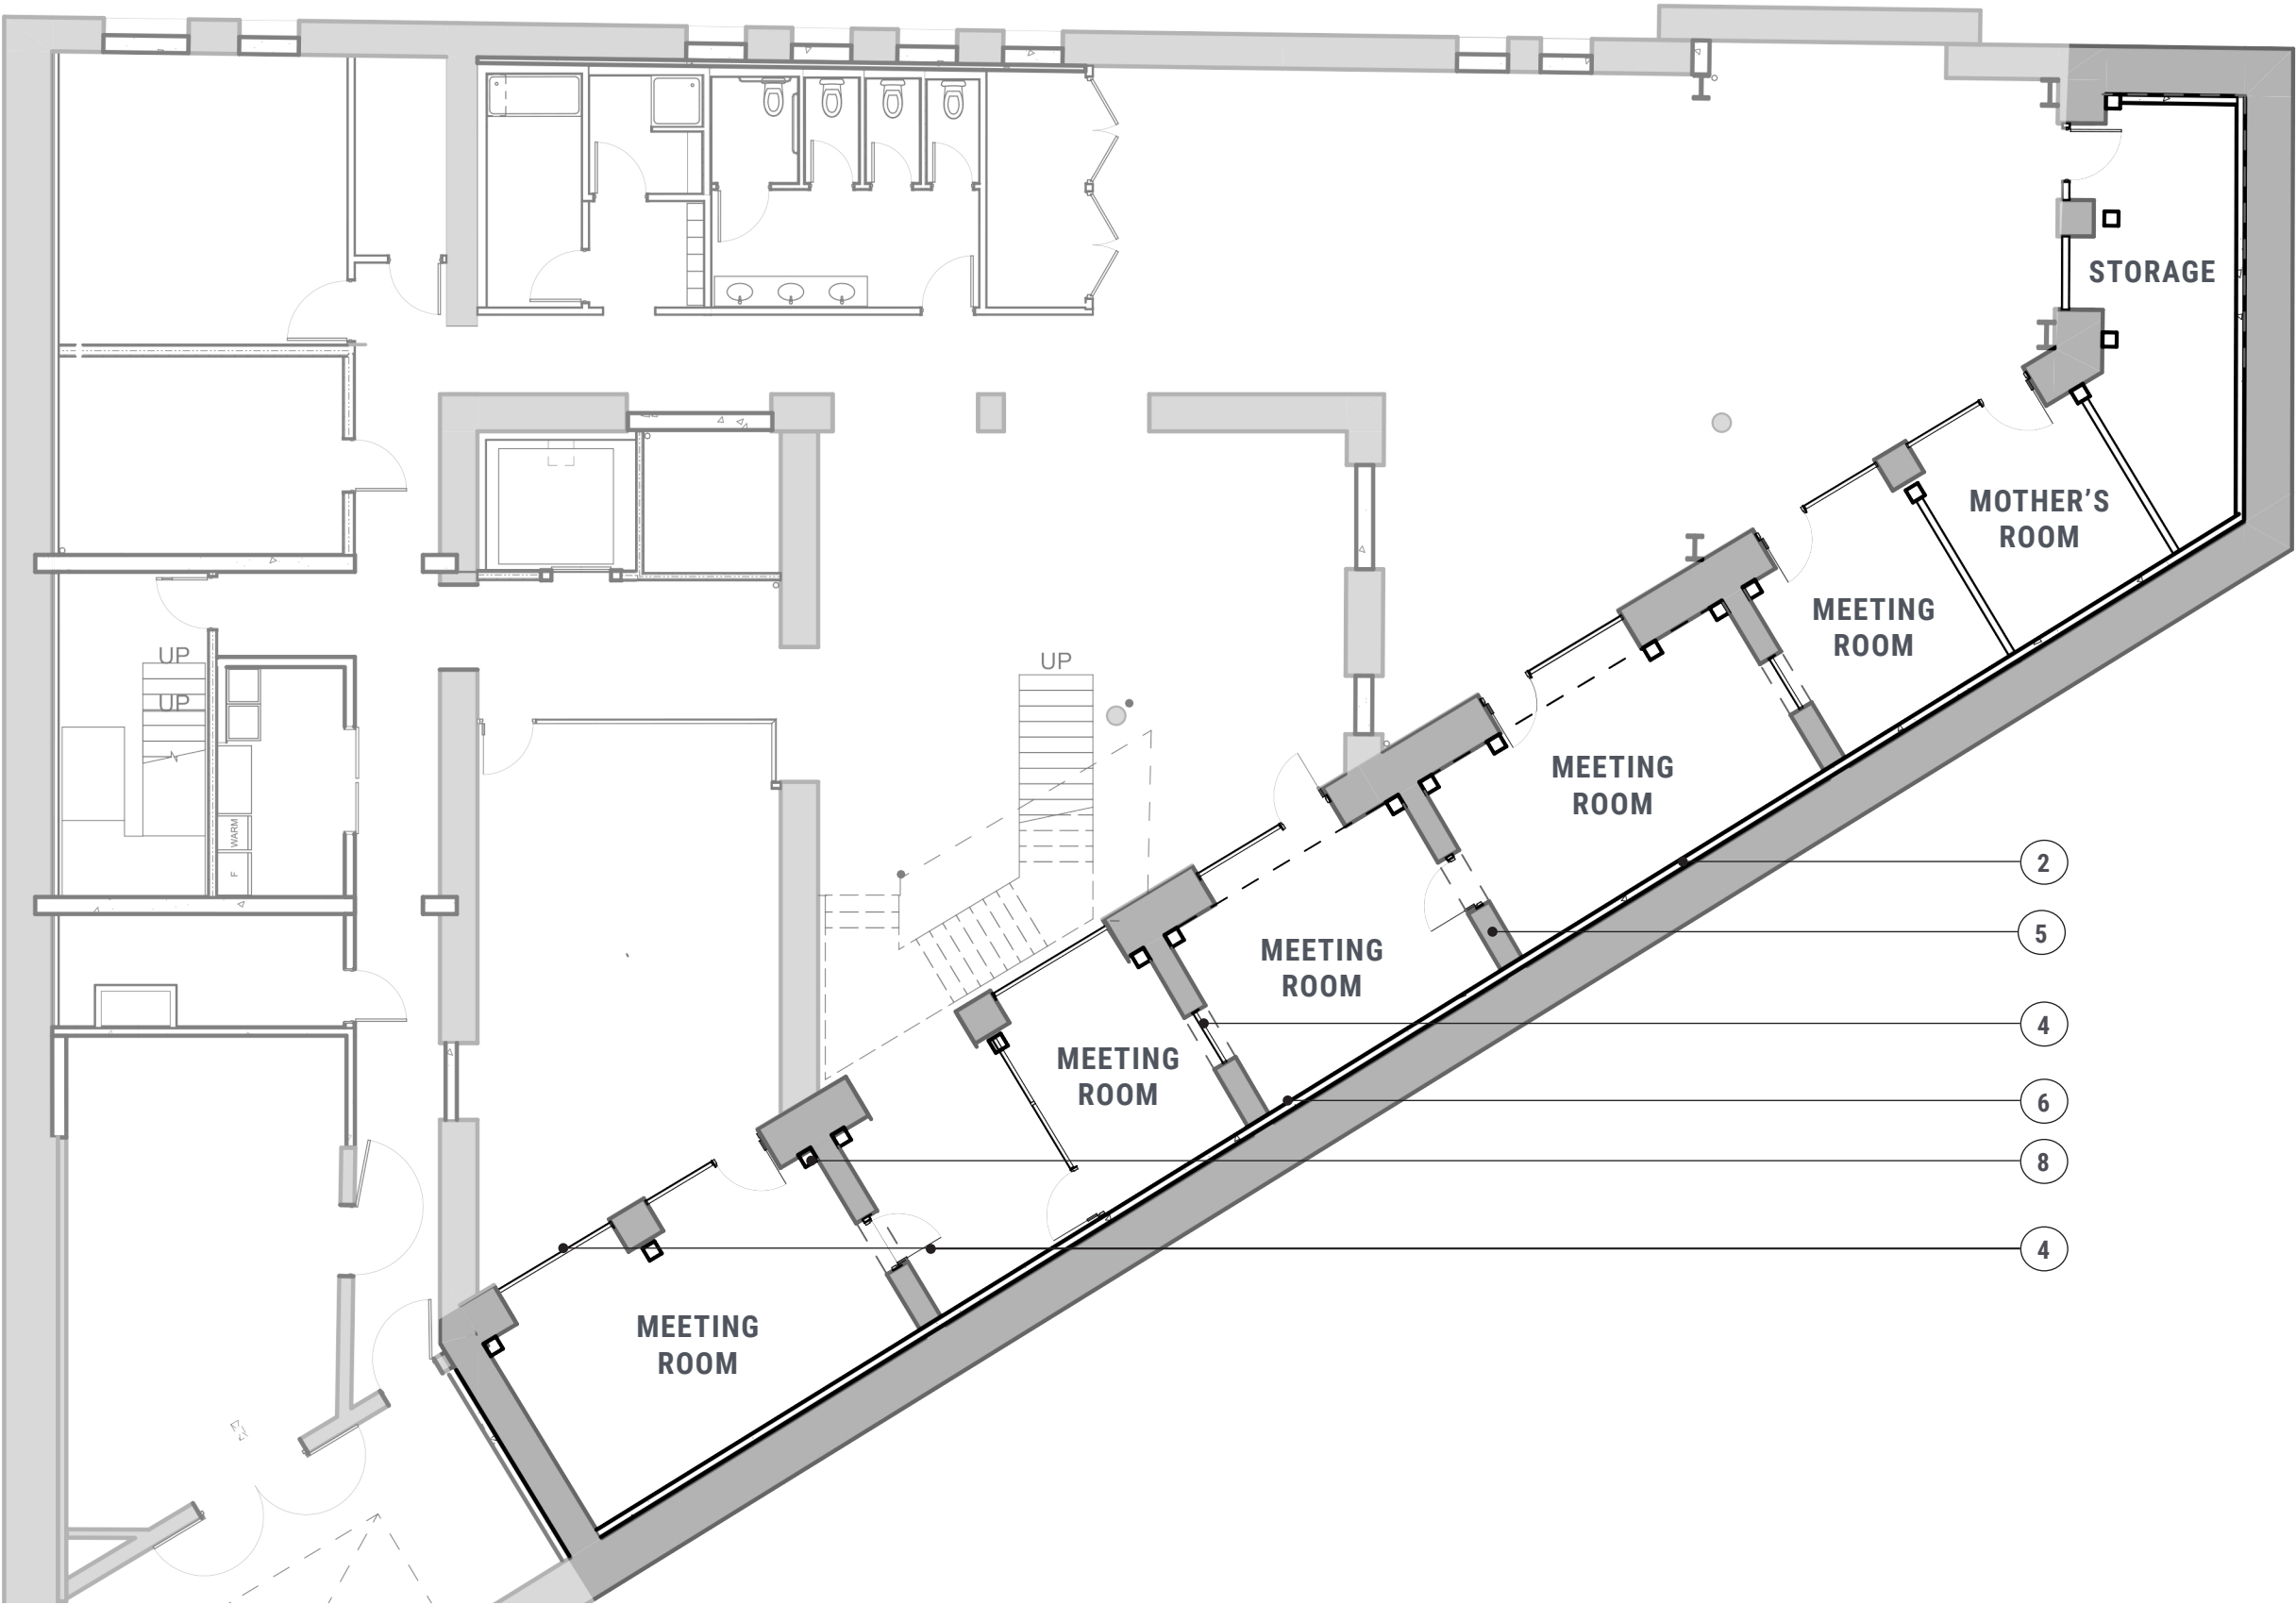 STORAGE
MOTHER’S
ROOM
MEETING
ROOM
UP
UP
UP
MEETING
ROOM
WARM
F
2
5
MEETING
ROOM
4
MEETING
ROOM
6
8
4
MEETING
ROOM